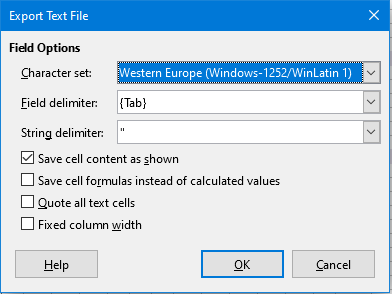 Export Text File
Field Options
Character set: Western Europe (Windows-1252/WinLatin 1)
Field delimiter: {Tab}
String delimiter: "
Save cell content as shown
Save cell formulas instead of calculated values
Quote all text cells
Fixed column width
Help OK Cancel